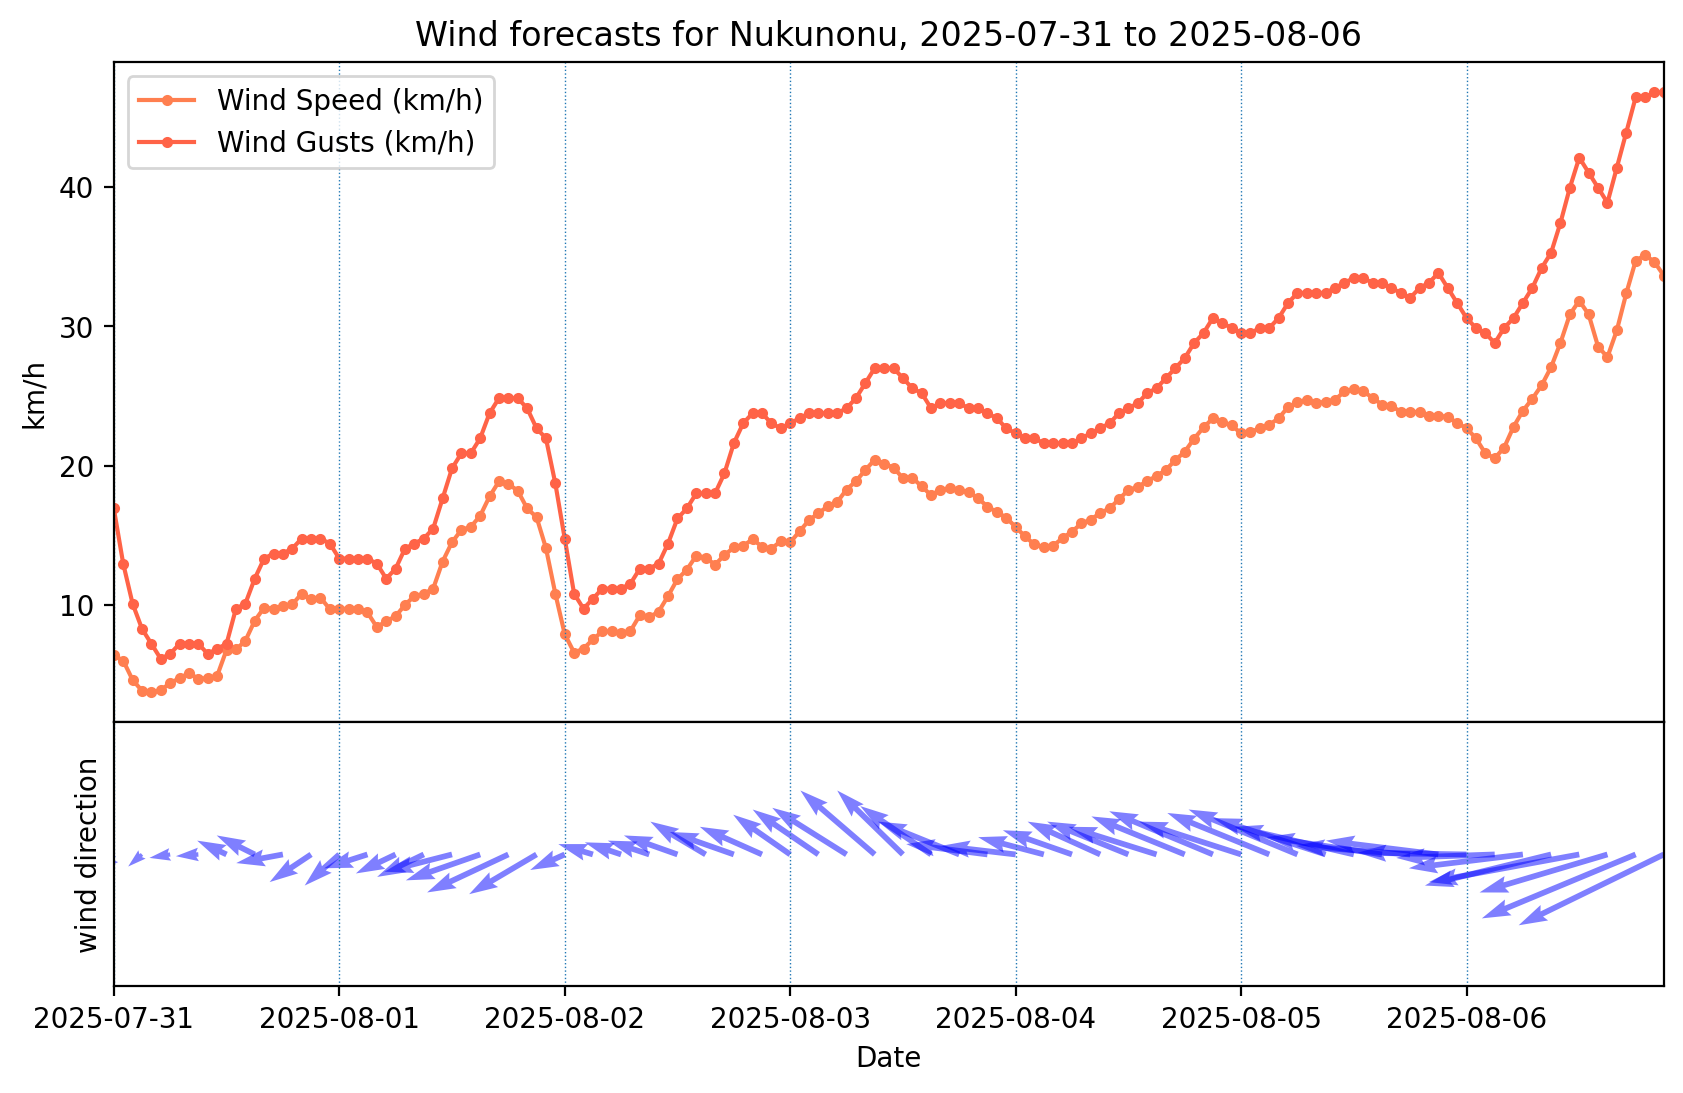 Wind forecasts for Nukunonu, 2025-07-31 to 2025-08-06
Wind Speed (km/h)
Wind Gusts (km/h)
40
30
20
10
km/h
wind direction
2025-07-31
2025-08-01
2025-08-02
2025-08-03
2025-08-04
2025-08-05
2025-08-06
Date